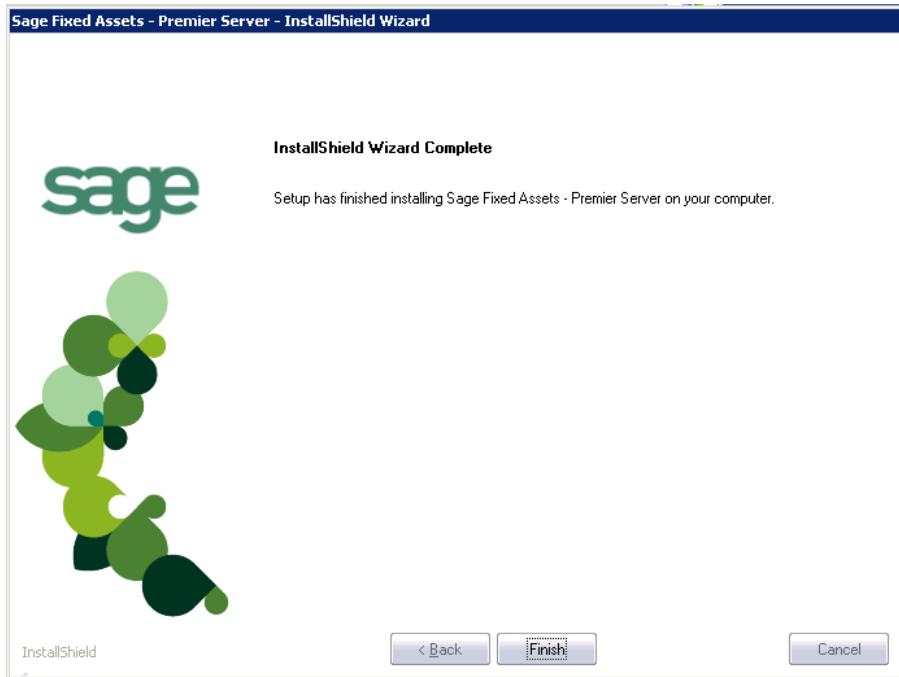 Sage Fixed Assets - Premier Server - InstallShield Wizard
InstallShield Wizard Complete
sage
Setup has finished installing Sage Fixed Assets - Premier Server on your computer.
InstallShield
< Back
Finish
Cancel